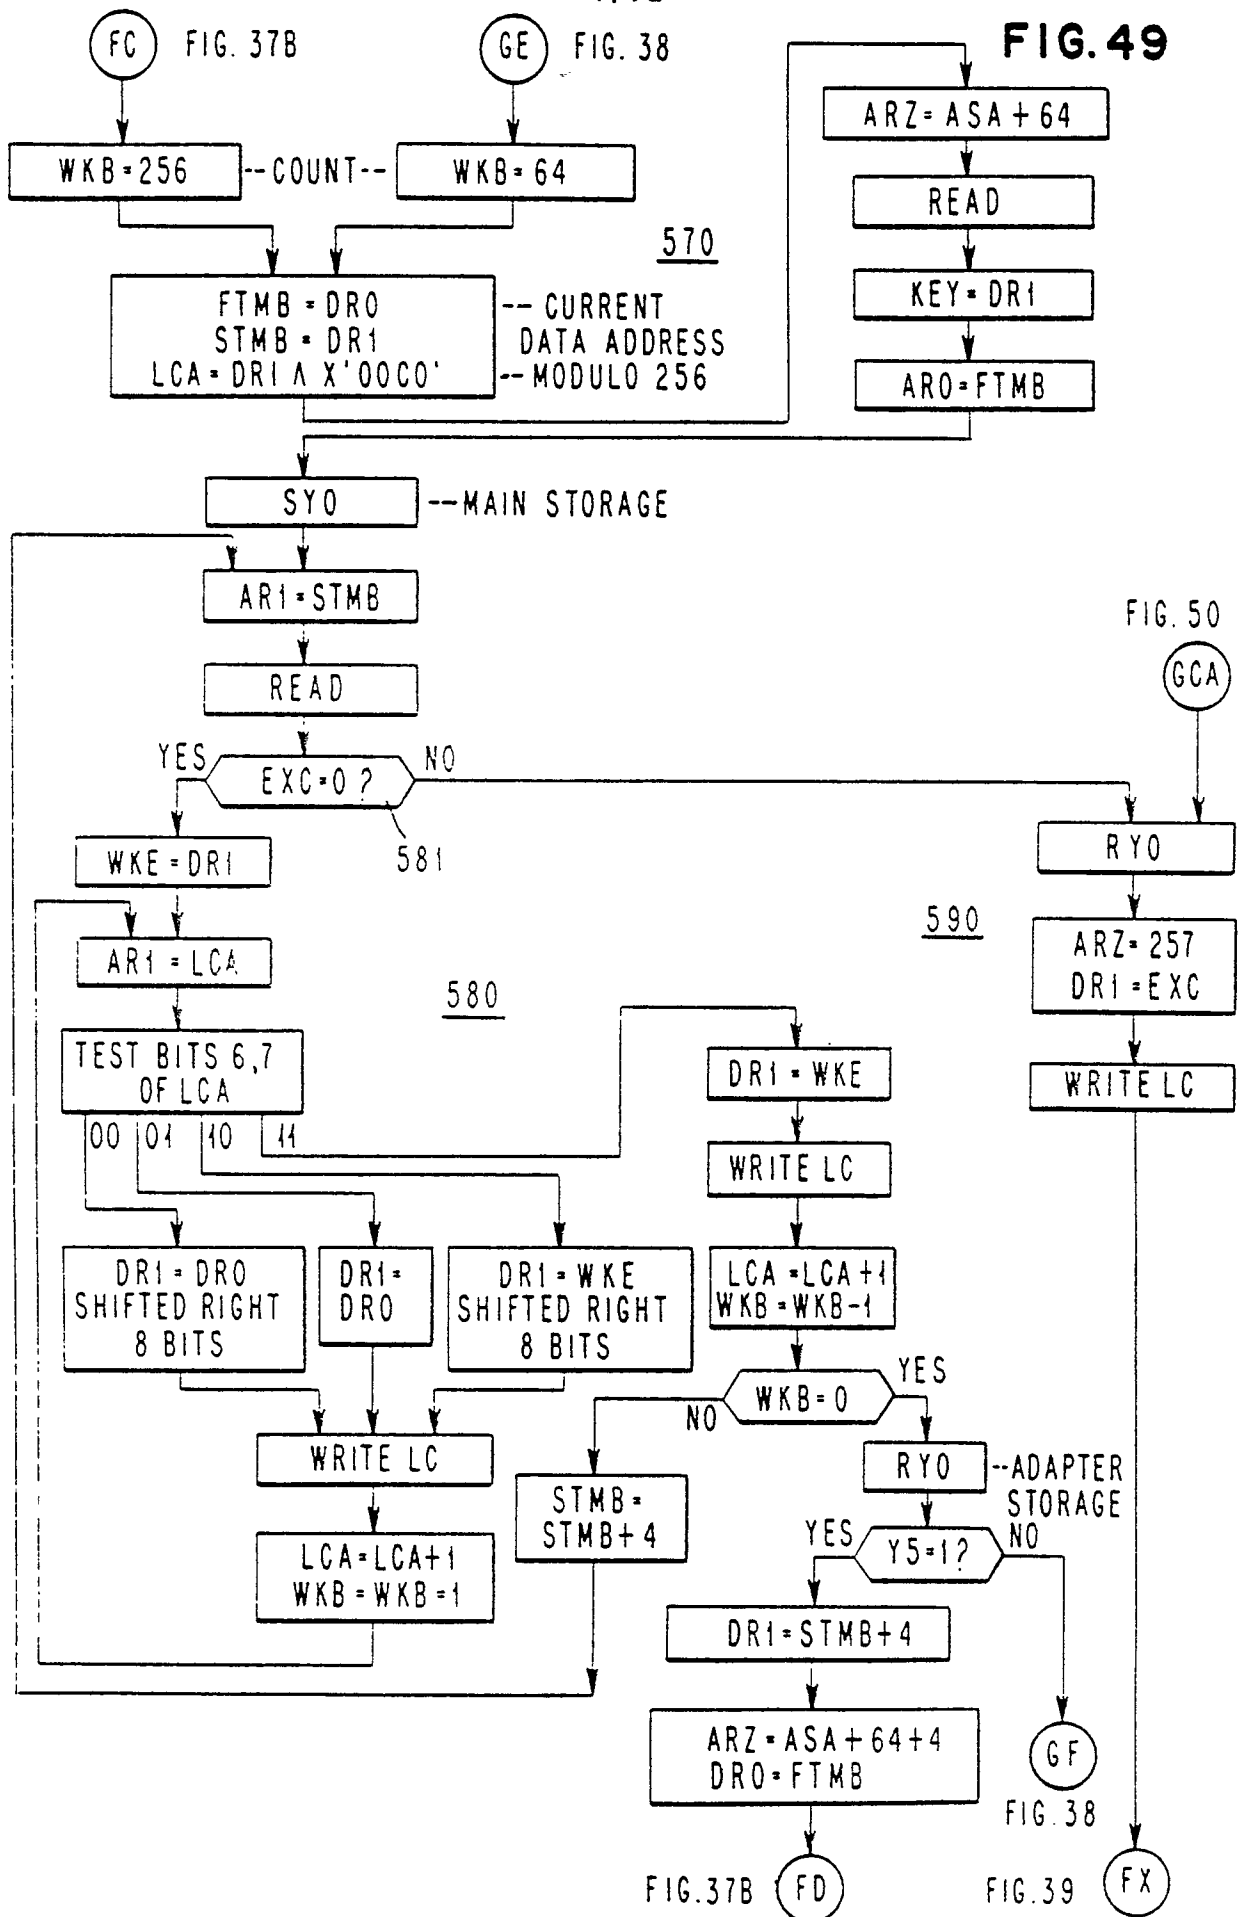 FIG. 49
FC FIG. 37B
GE FIG. 38
WKB=256 --COUNT-- WKB=64
570
FTMB=DR0 -- CURRENT
STMB=DR1 DATA ADDRESS
LCA=DR1 Λ X'00C0' -- MODULO 256
ARZ=ASA+64
READ
KEY=DR1
AR0=FTMB
SY0 --MAIN STORAGE
AR1=STMB
READ
YES EXC=0? NO
581
FIG. 50
GCA
WKE=DR1
AR1=LCA
TEST BITS 6,7
OF LCA
00 01 10 11
580
590
RY0
ARZ=257
DR1=EXC
WRITE LC
DR1=WKE
WRITE LC
LCA=LCA+1
WKB=WKB-1
DR1=DR0
SHIFTED RIGHT
8 BITS
DR1=
DR0
DR1=WKE
SHIFTED RIGHT
8 BITS
WRITE LC
LCA=LCA+1
WKB=WKB=1
WKB=0 YES
NO
STMB=
STMB+4
RY0 --ADAPTER
STORAGE
YES Y5=1? NO
DR1=STMB+4
ARZ=ASA+64+4
DR0=FTMB
GF
FIG. 38
FIG.37B FD
FIG.39 FX